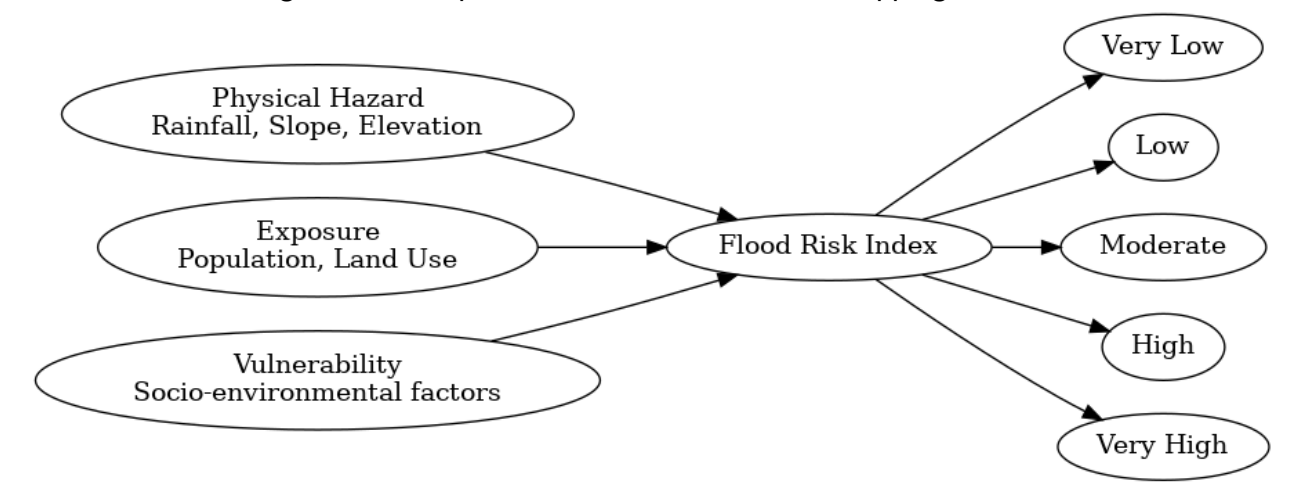 Physical Hazard
Rainfall, Slope, Elevation
Exposure
Population, Land Use
Vulnerability
Socio-environmental factors
Flood Risk Index
Very Low
Low
Moderate
High
Very High